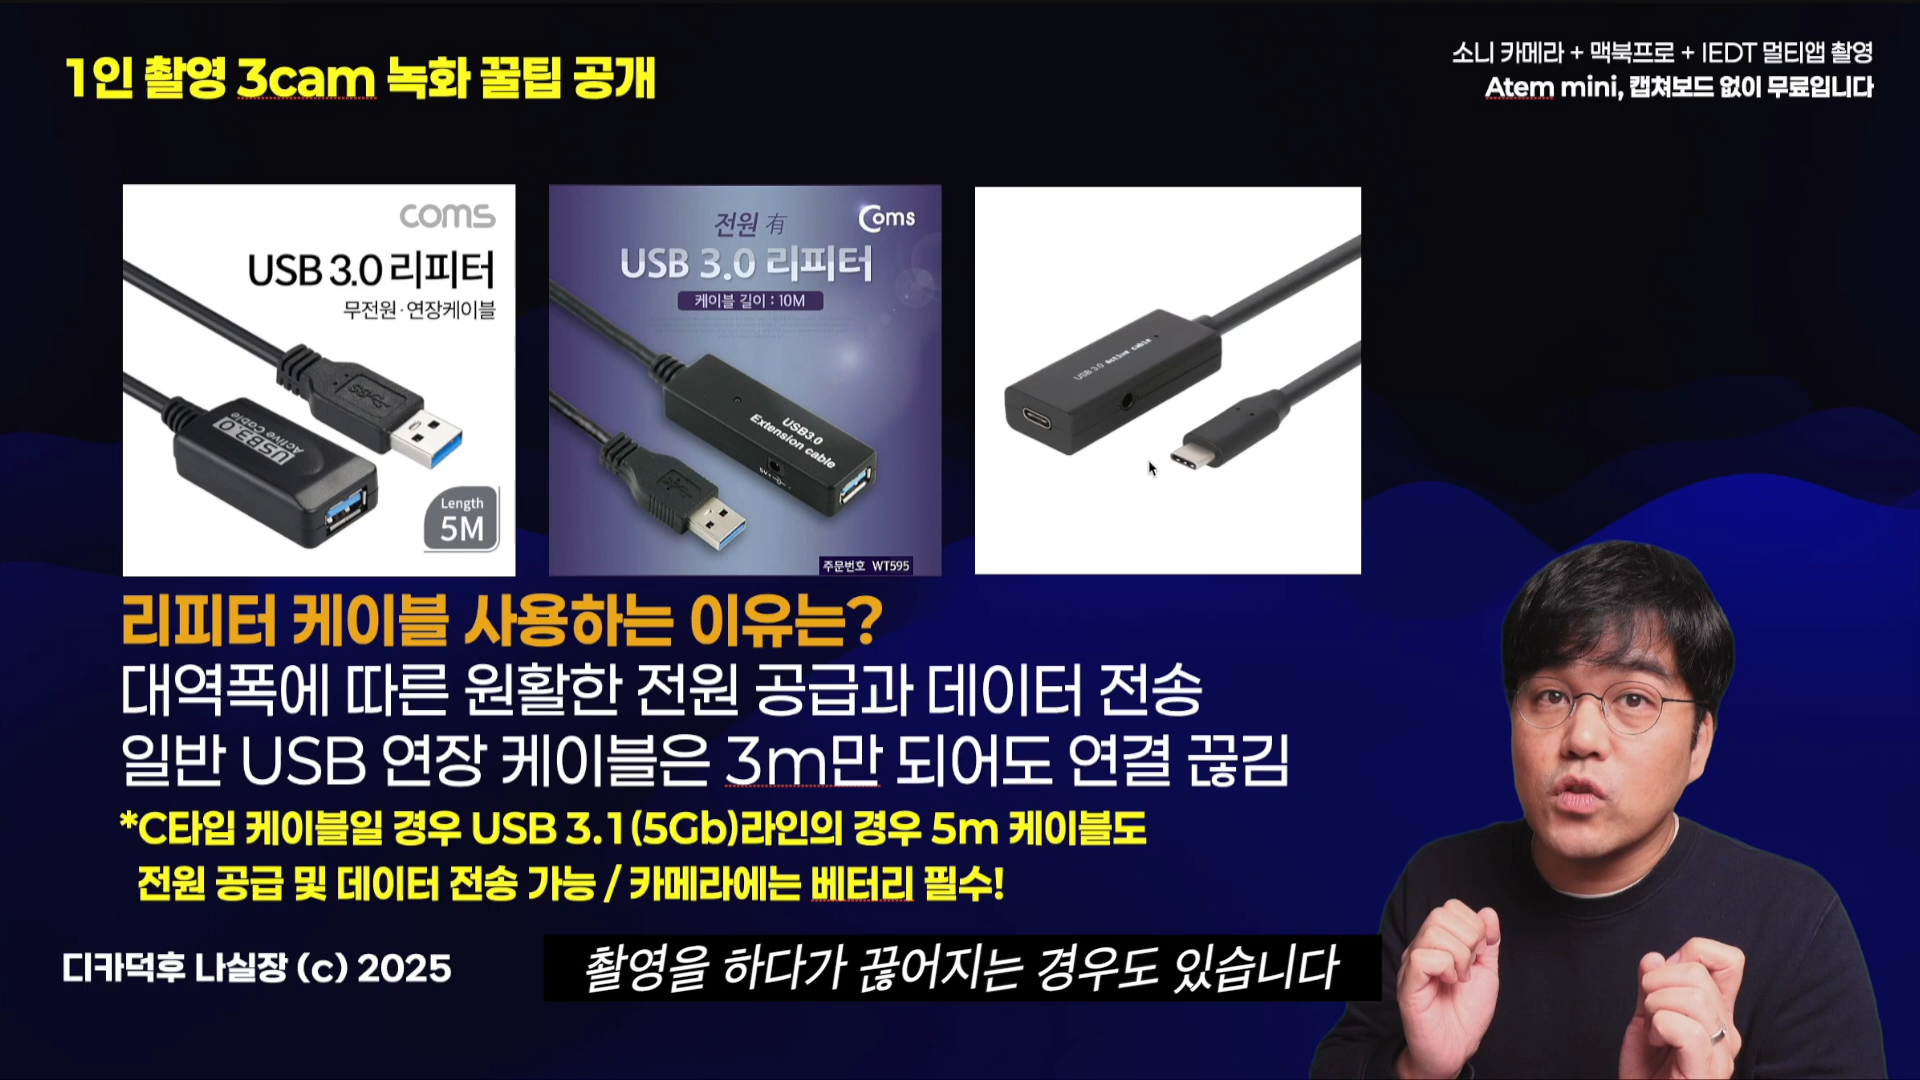 1인 촬영 3cam 녹화 꿀팁 공개
소니 카메라 + 맥북프로 + IEDT 멀티앱 촬영
Atem mini, 캡쳐보드 없이 무료입니다
coms
USB 3.0 리피터
무전원·연장케이블
USB3.0
Active Cable
Length
5M
전원 有
Coms
USB 3.0 리피터
케이블 길이 : 10M
USB3.0
Extension cable
주문번호 WT595
USB 3.0 Active cable
리피터 케이블 사용하는 이유는?
대역폭에 따른 원활한 전원 공급과 데이터 전송
일반 USB 연장 케이블은 3m만 되어도 연결 끊김
*C타입 케이블일 경우 USB 3.1(5Gb)라인의 경우 5m 케이블도
전원 공급 및 데이터 전송 가능 / 카메라에는 베터리 필수!
디카덕후 나실장 (c) 2025
촬영을 하다가 끊어지는 경우도 있습니다